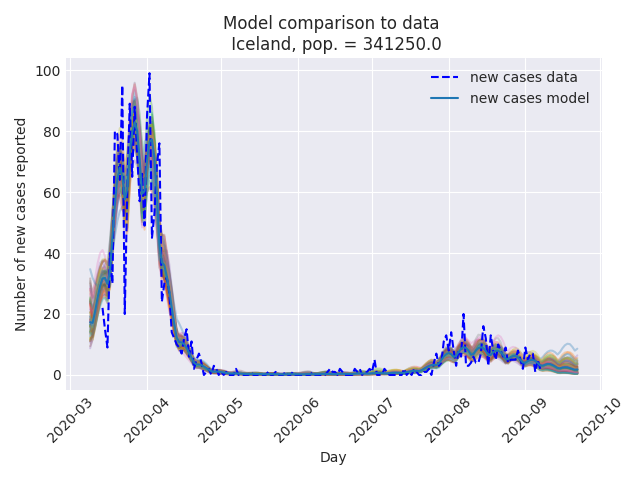 Model comparison to data
Iceland, pop. = 341250.0
new cases data
new cases model
Number of new cases reported
100
80
60
40
20
0
2020-03
2020-04
2020-05
2020-06
2020-07
2020-08
2020-09
2020-10
Day